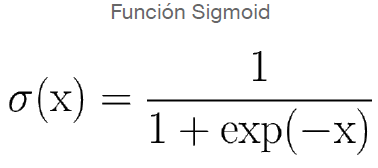 Función Sigmoid
σ(x) = 1 / (1 + exp(−x))